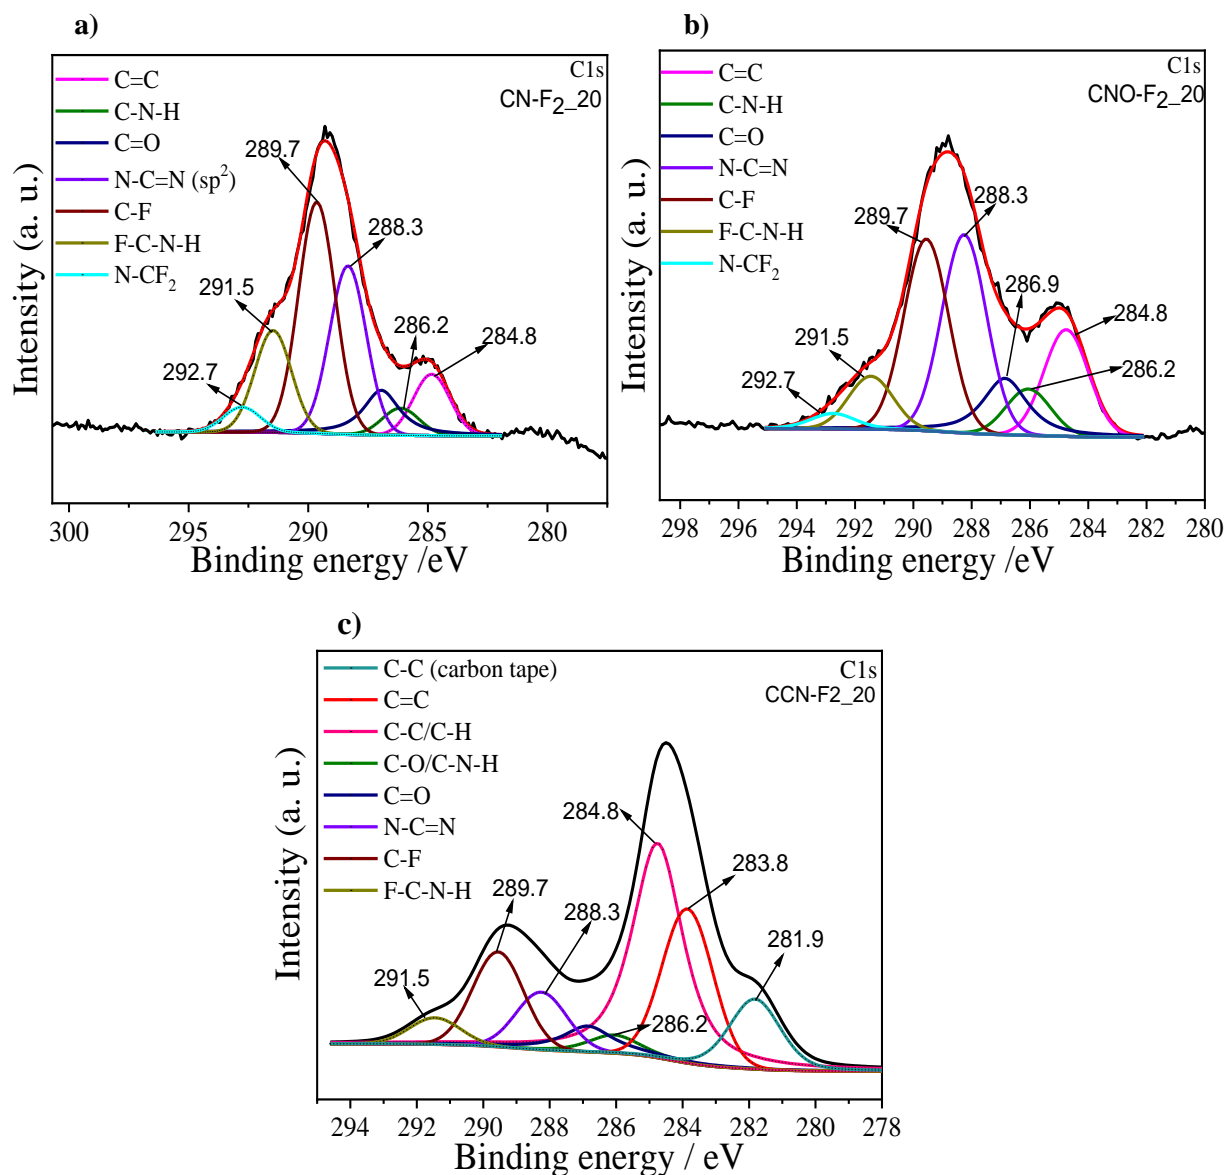 a)
C1s
CN-F2_20
C=C
C-N-H
C=O
N-C=N (sp2)
C-F
F-C-N-H
N-CF2
289.7
288.3
291.5
286.2
284.8
292.7
Intensity (a. u.)
300 295 290 285 280
Binding energy /eV
b)
C1s
CNO-F2_20
C=C
C-N-H
C=O
N-C=N
C-F
F-C-N-H
N-CF2
288.3
289.7
286.9
284.8
291.5
286.2
292.7
Intensity (a. u.)
298 296 294 292 290 288 286 284 282 280
Binding energy /eV
c)
C1s
CCN-F2_20
C-C (carbon tape)
C=C
C-C/C-H
C-O/C-N-H
C=O
N-C=N
C-F
F-C-N-H
284.8
283.8
289.7
288.3
281.9
291.5
286.2
Intensity (a. u.)
294 292 290 288 286 284 282 280 278
Binding energy / eV